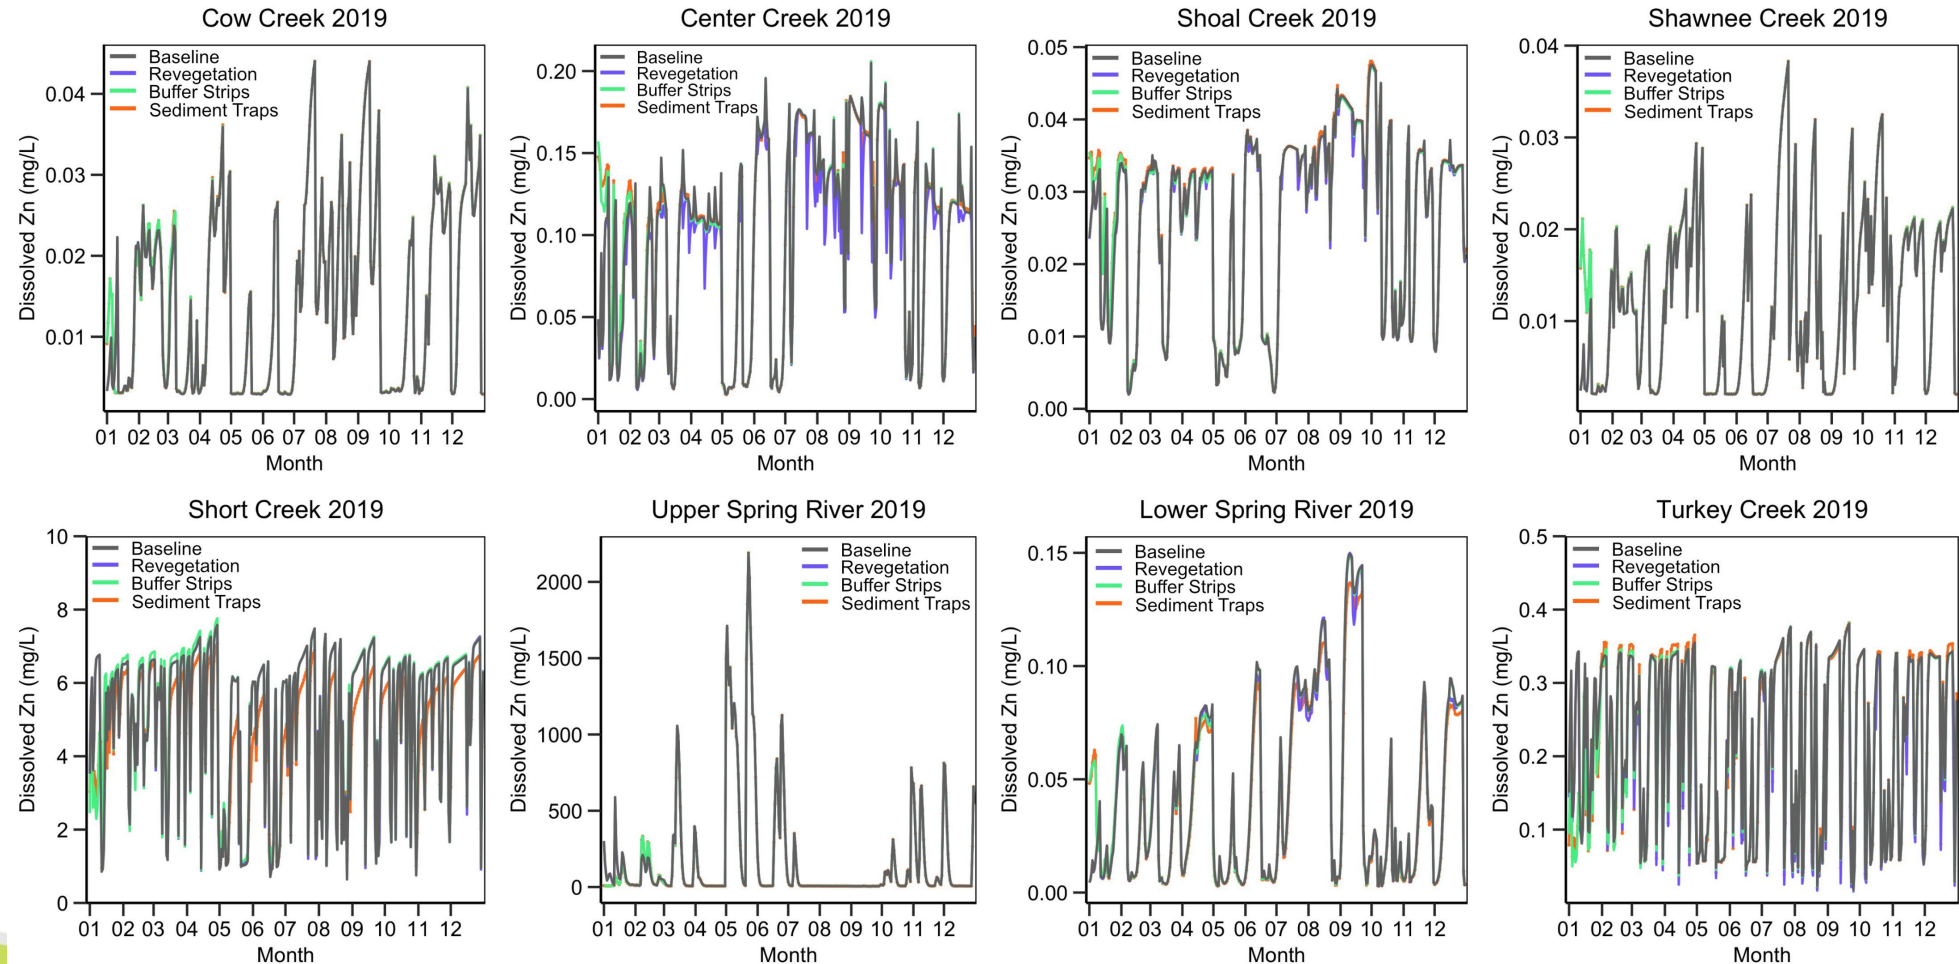 Cow Creek 2019
Baseline
Revegetation
Buffer Strips
Sediment Traps
Dissolved Zn (mg/L)
0.04
0.03
0.02
0.01
01 02 03 04 05 06 07 08 09 10 11 12
Month
Center Creek 2019
Baseline
Revegetation
Buffer Strips
Sediment Traps
Dissolved Zn (mg/L)
0.20
0.15
0.10
0.05
0.00
01 02 03 04 05 06 07 08 09 10 11 12
Month
Shoal Creek 2019
Baseline
Revegetation
Buffer Strips
Sediment Traps
Dissolved Zn (mg/L)
0.05
0.04
0.03
0.02
0.01
0.00
01 02 03 04 05 06 07 08 09 10 11 12
Month
Shawnee Creek 2019
Baseline
Revegetation
Buffer Strips
Sediment Traps
Dissolved Zn (mg/L)
0.04
0.03
0.02
0.01
01 02 03 04 05 06 07 08 09 10 11 12
Month
Short Creek 2019
Baseline
Revegetation
Buffer Strips
Sediment Traps
Dissolved Zn (mg/L)
10
8
6
4
2
0
01 02 03 04 05 06 07 08 09 10 11 12
Month
Upper Spring River 2019
Baseline
Revegetation
Buffer Strips
Sediment Traps
Dissolved Zn (mg/L)
2000
1500
1000
500
0
01 02 03 04 05 06 07 08 09 10 11 12
Month
Lower Spring River 2019
Baseline
Revegetation
Buffer Strips
Sediment Traps
Dissolved Zn (mg/L)
0.15
0.10
0.05
0.00
01 02 03 04 05 06 07 08 09 10 11 12
Month
Turkey Creek 2019
Baseline
Revegetation
Buffer Strips
Sediment Traps
Dissolved Zn (mg/L)
0.5
0.4
0.3
0.2
0.1
01 02 03 04 05 06 07 08 09 10 11 12
Month